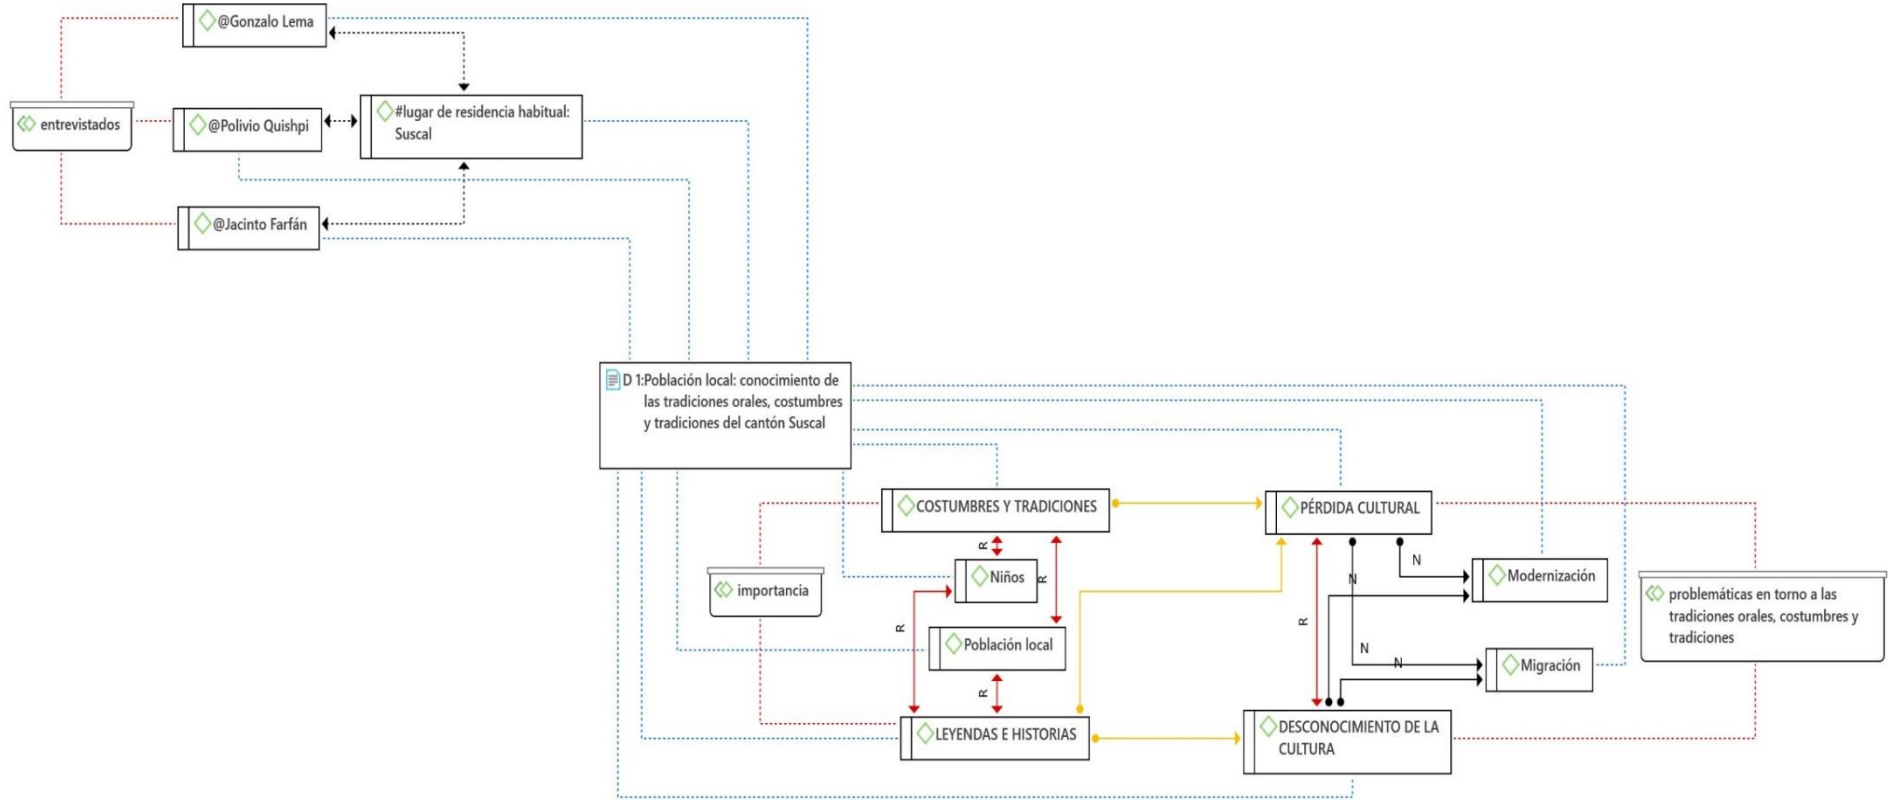 @Gonzalo Lema
entrevistados
@Polivio Quishpi
#lugar de residencia habitual:
Suscal
@Jacinto Farfán
D 1:Población local: conocimiento de
las tradiciones orales, costumbres
y tradiciones del cantón Suscal
COSTUMBRES Y TRADICIONES
PÉRDIDA CULTURAL
R
Niños
R
N
N
Modernización
importancia
problemáticas en torno a las
tradiciones orales, costumbres y
tradiciones
R
R
Población local
N
N
Migración
R
LEYENDAS E HISTORIAS
DESCONOCIMIENTO DE LA
CULTURA